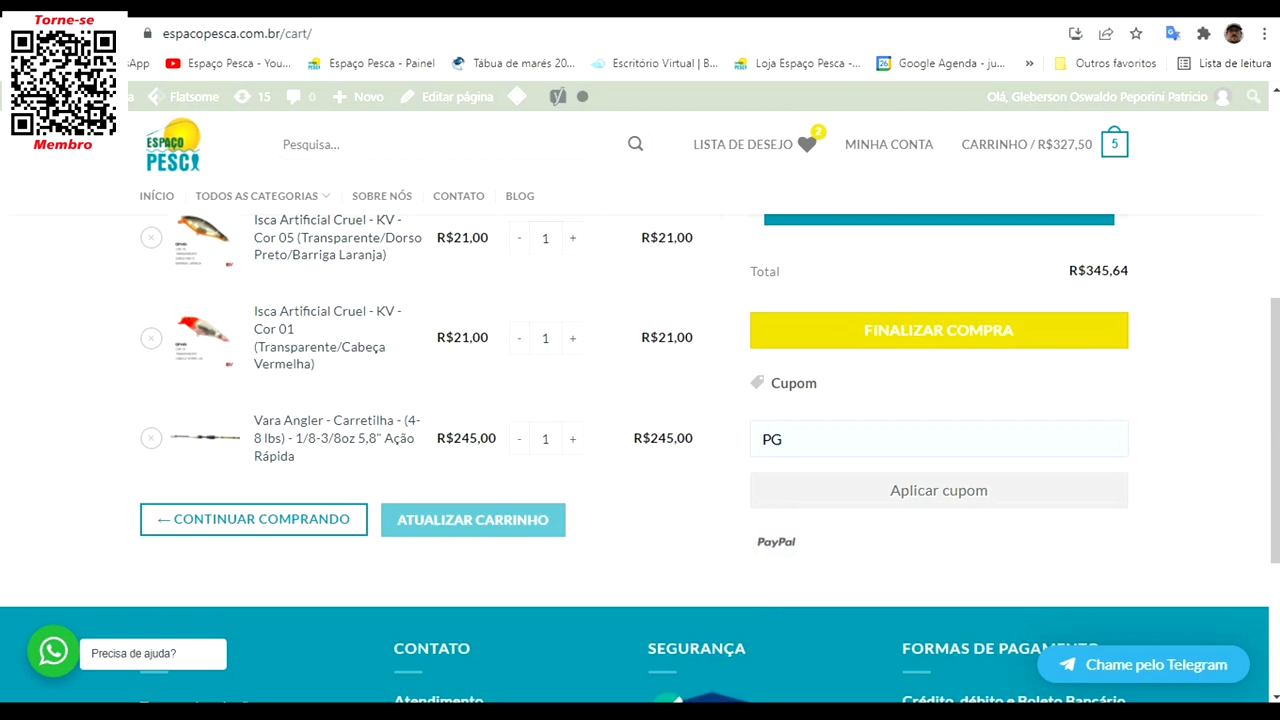 Torne-se
Membro
espacopesca.com.br/cart/
App
Espaço Pesca - You...
Espaço Pesca - Painel
Tábua de marés 20...
Escritório Virtual | B...
Loja Espaço Pesca -...
Google Agenda - ju...
»
Outros favoritos
Lista de leitura
Flatsome
15
0
Novo
Editar página
Olá, Gleberson Oswaldo Peporini Patricio
ESPAÇO
PESCA
Pesquisa...
LISTA DE DESEJO
2
MINHA CONTA
CARRINHO / R$327,50
5
INÍCIO
TODOS AS CATEGORIAS
SOBRE NÓS
CONTATO
BLOG
Isca Artificial Cruel - KV -
Cor 05 (Transparente/Dorso
Preto/Barriga Laranja)
R$21,00
- 1 +
R$21,00
Isca Artificial Cruel - KV -
Cor 01
(Transparente/Cabeça
Vermelha)
R$21,00
- 1 +
R$21,00
Vara Angler - Carretilha - (4-
8 lbs) - 1/8-3/8oz 5,8" Ação
Rápida
R$245,00
- 1 +
R$245,00
← CONTINUAR COMPRANDO
ATUALIZAR CARRINHO
Total
R$345,64
FINALIZAR COMPRA
Cupom
PG
Aplicar cupom
PayPal
Precisa de ajuda?
CONTATO
Atendimento
SEGURANÇA
FORMAS DE PAGAMENTO
Crédito, débito e Boleto Bancário
Chame pelo Telegram